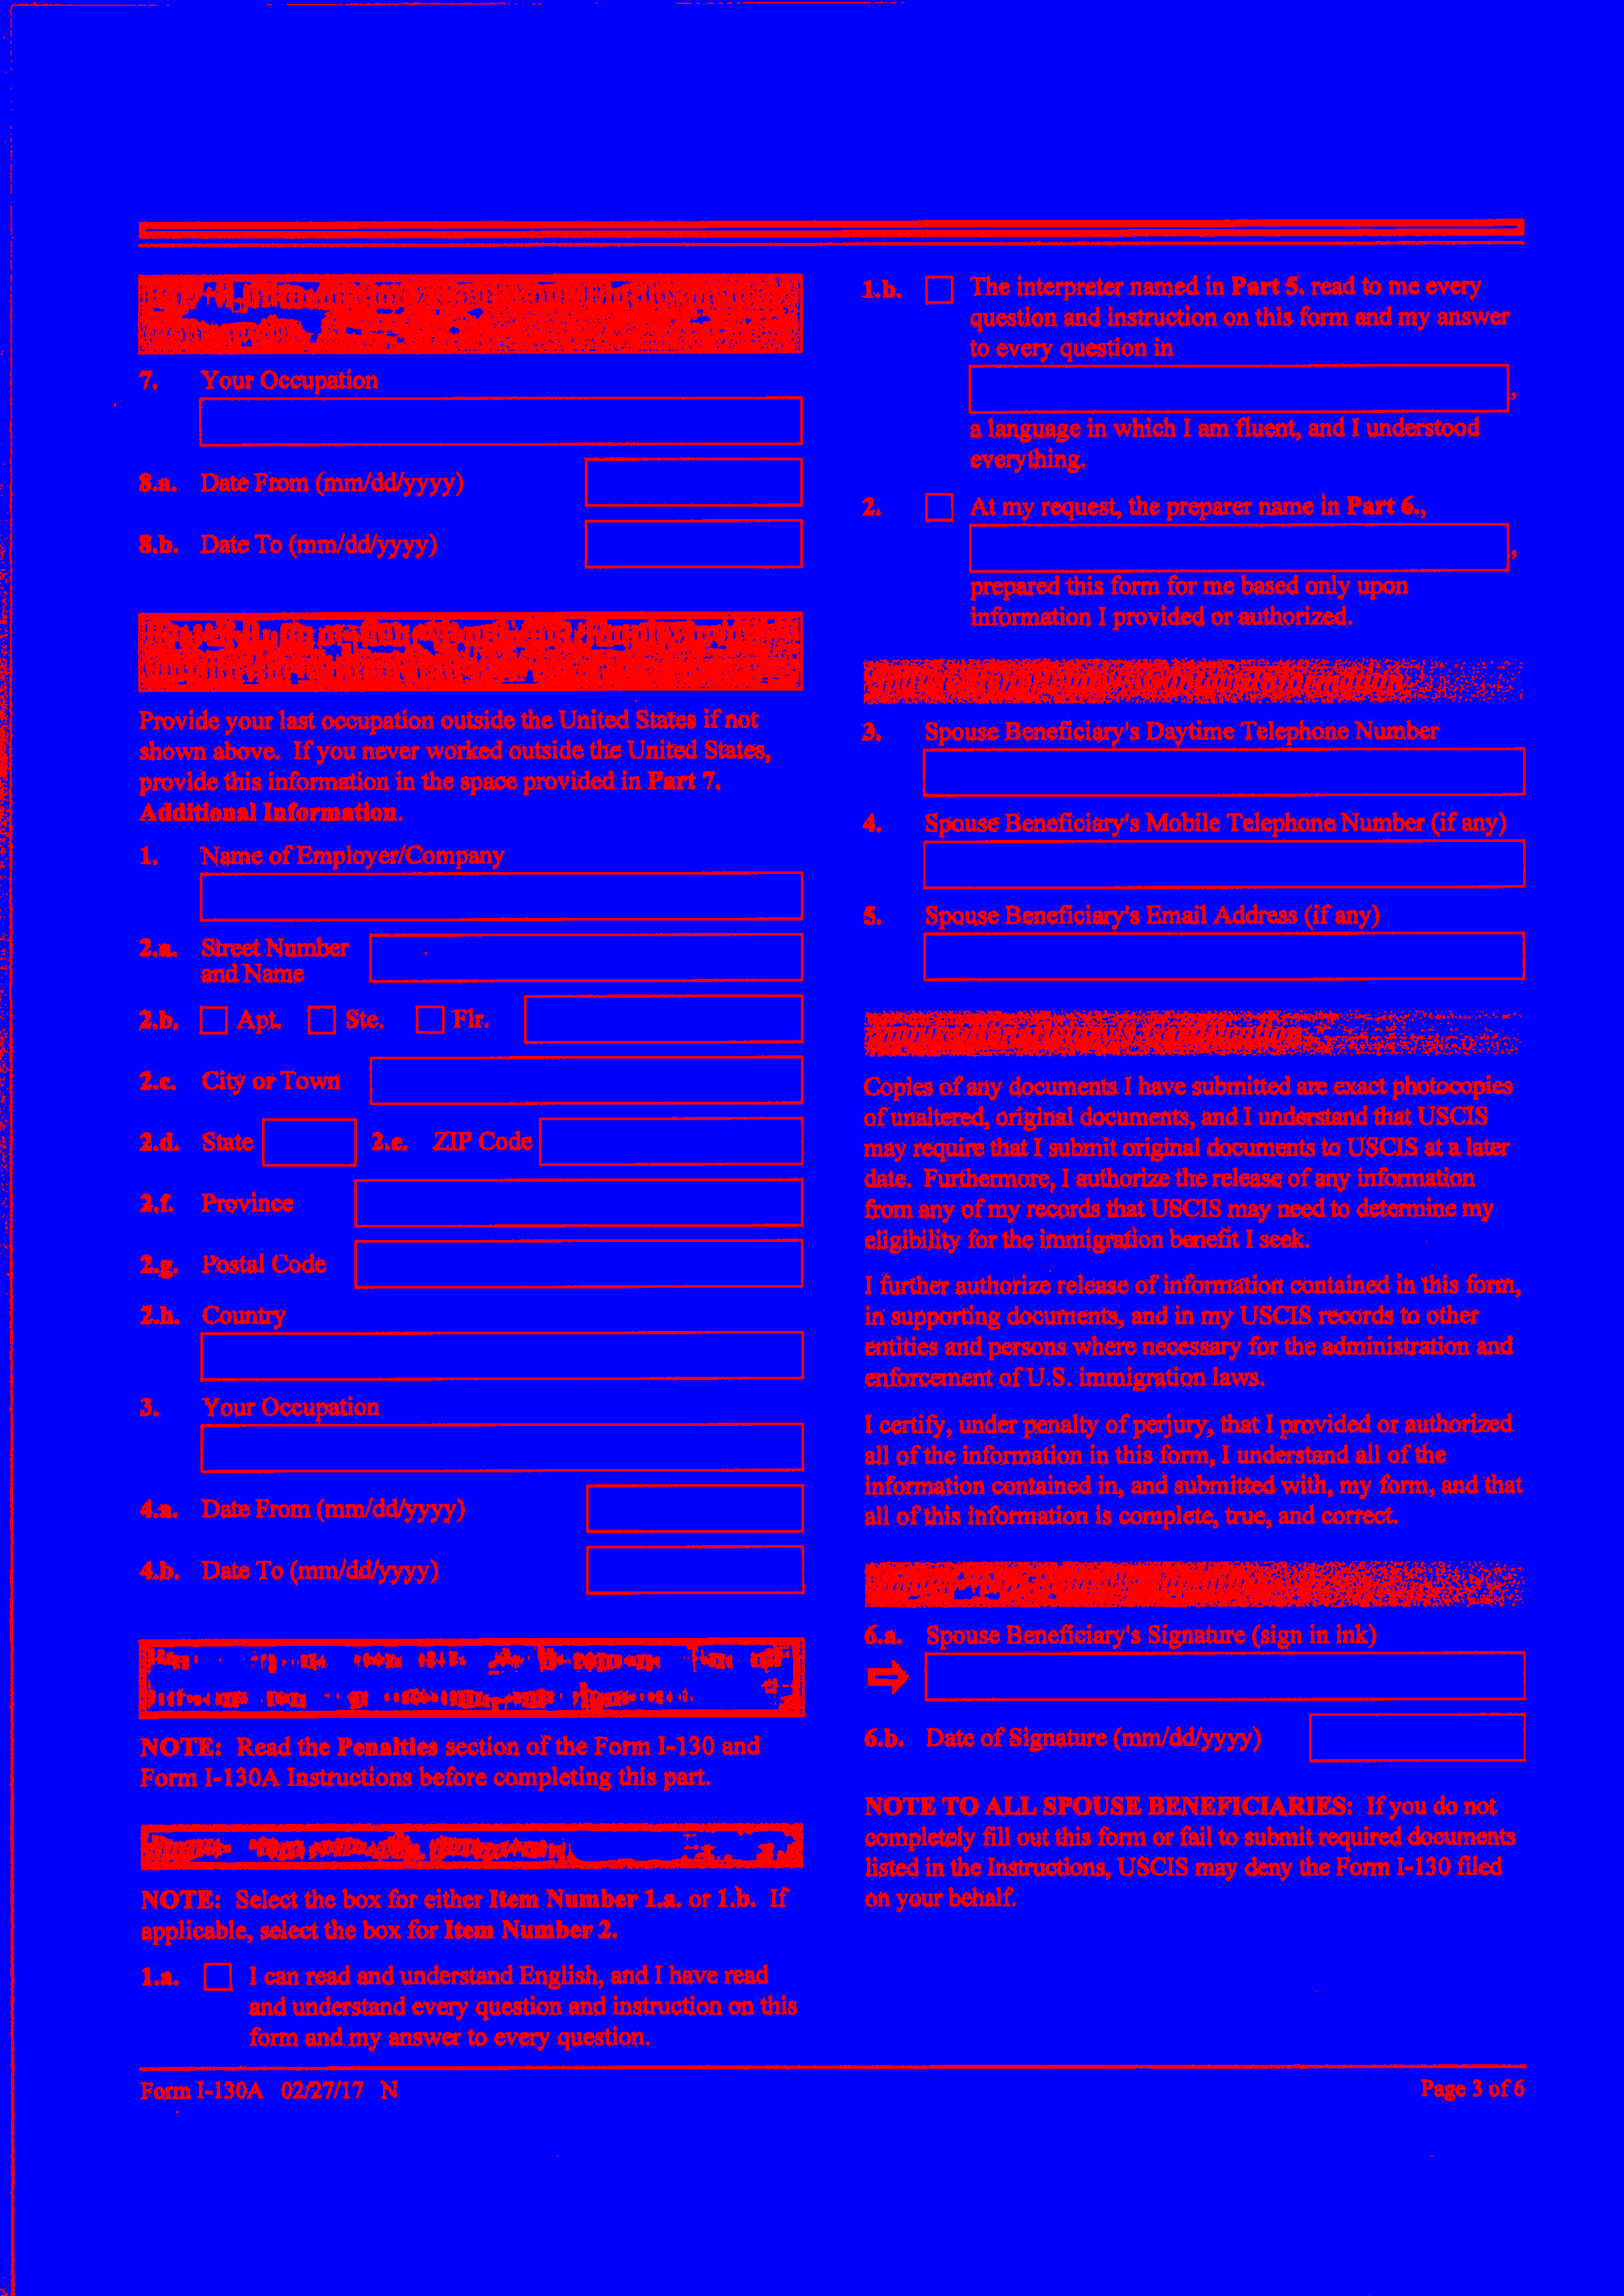 7. Your Occupation
8.a. Date From (mm/dd/yyyy)
8.b. Date To (mm/dd/yyyy)
Provide your last occupation outside the United States if not
shown above. If you never worked outside the United States,
provide this information in the space provided in Part 7.
Additional Information.
1. Name of Employer/Company
2.a. Street Number
and Name
2.b. Apt. Ste. Flr.
2.c. City or Town
2.d. State 2.e. ZIP Code
2.f. Province
2.g. Postal Code
2.h. Country
3. Your Occupation
4.a. Date From (mm/dd/yyyy)
4.b. Date To (mm/dd/yyyy)
NOTE: Read the Penalties section of the Form I-130 and
Form I-130A Instructions before completing this part.
NOTE: Select the box for either Item Number 1.a. or 1.b. If
applicable, select the box for Item Number 2.
1.a. I can read and understand English, and I have read
and understand every question and instruction on this
form and my answer to every question.
1.b. The interpreter named in Part 5. read to me every
question and instruction on this form and my answer
to every question in
,
a language in which I am fluent, and I understood
everything.
2. At my request, the preparer name in Part 6.,
,
prepared this form for me based only upon
information I provided or authorized.
3. Spouse Beneficiary's Daytime Telephone Number
4. Spouse Beneficiary's Mobile Telephone Number (if any)
5. Spouse Beneficiary's Email Address (if any)
Copies of any documents I have submitted are exact photocopies
of unaltered, original documents, and I understand that USCIS
may require that I submit original documents to USCIS at a later
date. Furthermore, I authorize the release of any information
from any of my records that USCIS may need to determine my
eligibility for the immigration benefit I seek.
I further authorize release of information contained in this form,
in supporting documents, and in my USCIS records to other
entities and persons where necessary for the administration and
enforcement of U.S. immigration laws.
I certify, under penalty of perjury, that I provided or authorized
all of the information in this form, I understand all of the
information contained in, and submitted with, my form, and that
all of this information is complete, true, and correct.
6.a. Spouse Beneficiary's Signature (sign in ink)
6.b. Date of Signature (mm/dd/yyyy)
NOTE TO ALL SPOUSE BENEFICIARIES: If you do not
completely fill out this form or fail to submit required documents
listed in the Instructions, USCIS may deny the Form I-130 filed
on your behalf.
Form I-130A 02/27/17 N
Page 3 of 6